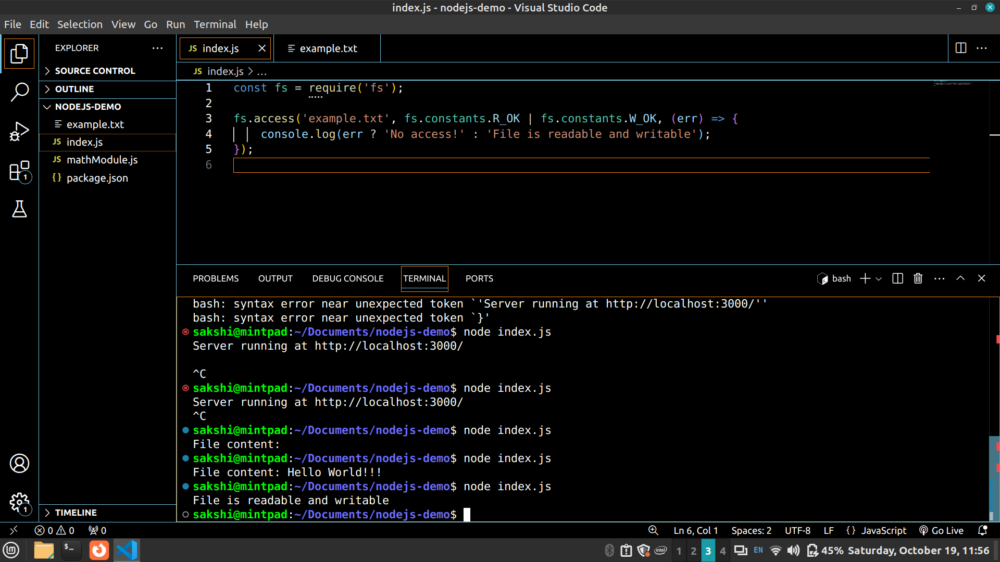 index.js - nodejs-demo - Visual Studio Code
File Edit Selection View Go Run Terminal Help
EXPLORER
SOURCE CONTROL
OUTLINE
NODEJS-DEMO
example.txt
JS index.js
JS mathModule.js
{} package.json
TIMELINE
1
1
JS index.js
example.txt
JS index.js > ...
1 const fs = require('fs');
2
3 fs.access('example.txt', fs.constants.R_OK | fs.constants.W_OK, (err) => {
4 console.log(err ? 'No access!' : 'File is readable and writable');
5 });
6
PROBLEMS OUTPUT DEBUG CONSOLE TERMINAL PORTS
bash
bash: syntax error near unexpected token `'Server running at http://localhost:3000/''
bash: syntax error near unexpected token `}'
sakshi@mintpad:~/Documents/nodejs-demo$ node index.js
Server running at http://localhost:3000/
^C
sakshi@mintpad:~/Documents/nodejs-demo$ node index.js
Server running at http://localhost:3000/
^C
sakshi@mintpad:~/Documents/nodejs-demo$ node index.js
File content:
sakshi@mintpad:~/Documents/nodejs-demo$ node index.js
File content: Hello World!!!
sakshi@mintpad:~/Documents/nodejs-demo$ node index.js
File is readable and writable
sakshi@mintpad:~/Documents/nodejs-demo$
0 0 0
Ln 6, Col 1 Spaces: 2 UTF-8 LF {} JavaScript Go Live
intel 1 2 3 4 EN 45% Saturday, October 19, 11:56